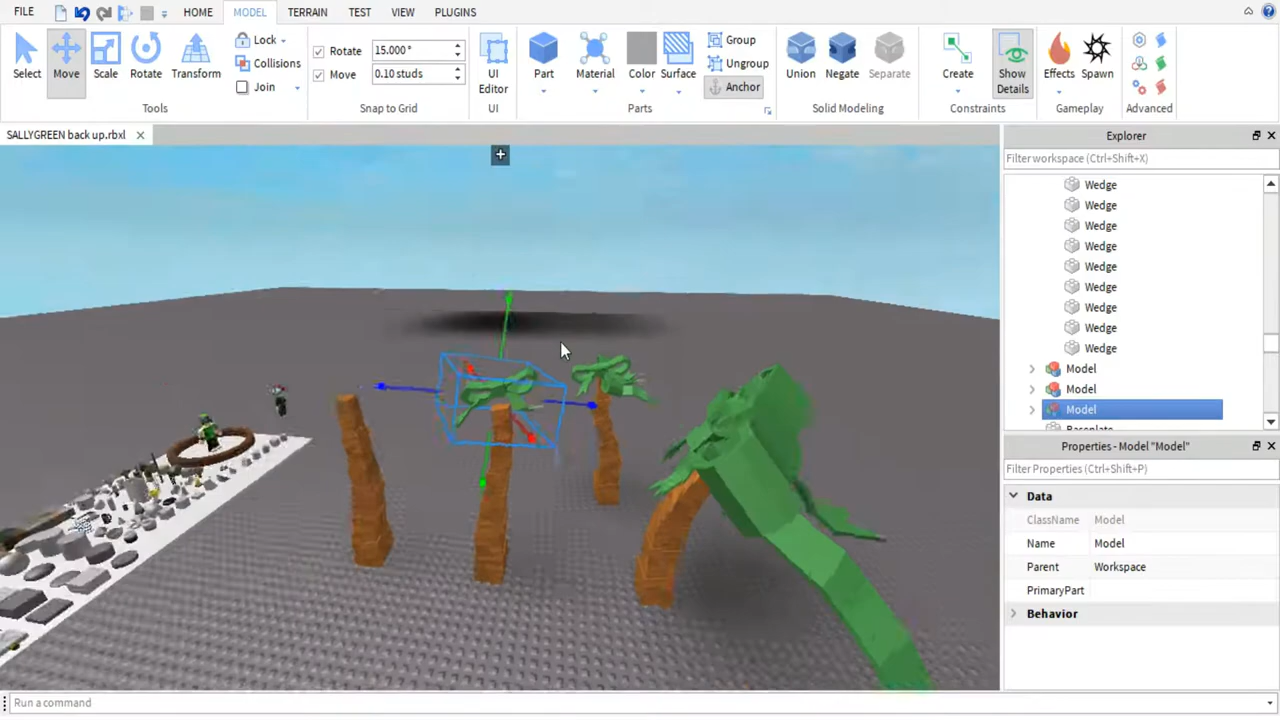 FILE HOME MODEL TERRAIN TEST VIEW PLUGINS
Select
Move
Scale
Rotate
Transform
Tools
Lock
Collisions
Join
Rotate 15.000 °
Move 0.10 studs
Snap to Grid
UI
Editor
UI
Part
Material
Color
Surface
Group
Ungroup
Anchor
Parts
Union
Negate
Separate
Solid Modeling
Create
Show
Details
Constraints
Effects
Spawn
Gameplay
Advanced
SALLYGREEN back up.rbxl
Explorer
Filter workspace (Ctrl+Shift+X)
Wedge
Wedge
Wedge
Wedge
Wedge
Wedge
Wedge
Wedge
Wedge
Model
Model
Model
Baseplate
Properties - Model "Model"
Filter Properties (Ctrl+Shift+P)
Data
ClassName Model
Name Model
Parent Workspace
PrimaryPart
Behavior
Run a command